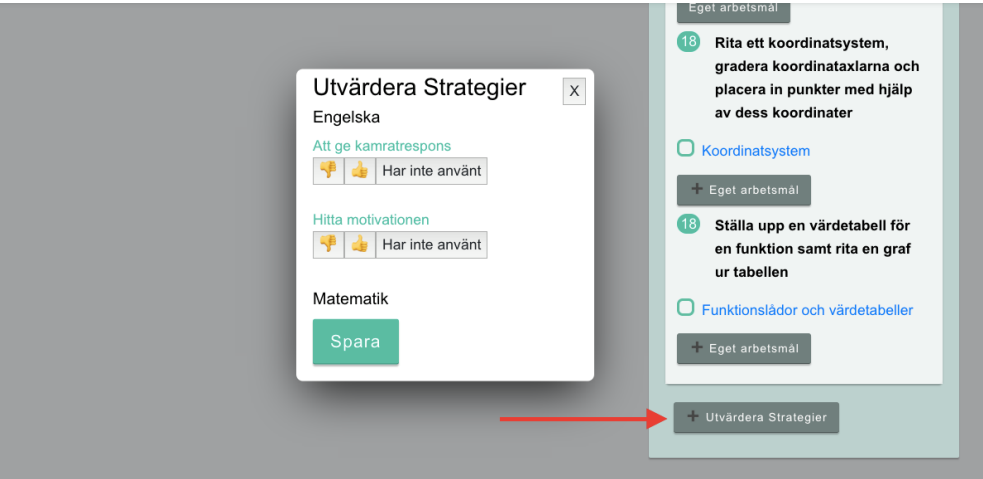 Utvärdera Strategier
X
Engelska
Att ge kamratrespons
Har inte använt
Hitta motivationen
Har inte använt
Matematik
Spara
Eget arbetsmål
18 Rita ett koordinatsystem,
gradera koordinataxlarna och
placera in punkter med hjälp
av dess koordinater
Koordinatsystem
+ Eget arbetsmål
18 Ställa upp en värdetabell för
en funktion samt rita en graf
ur tabellen
Funktionslådor och värdetabeller
+ Eget arbetsmål
+ Utvärdera Strategier